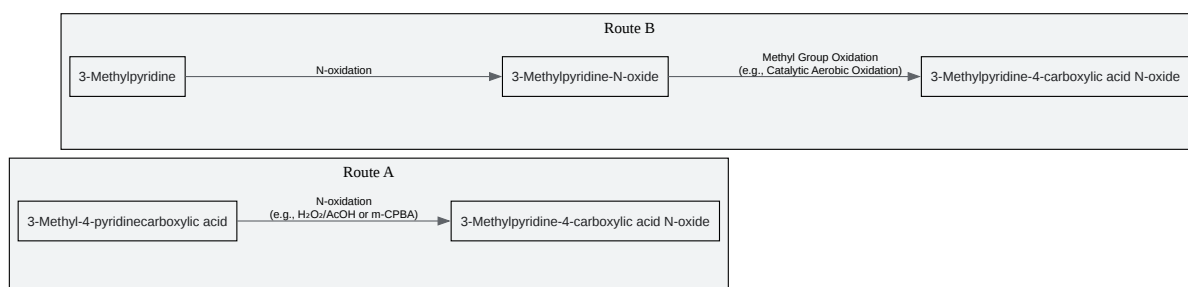 Route B
3-Methylpyridine
N-oxidation
3-Methylpyridine-N-oxide
Methyl Group Oxidation
(e.g., Catalytic Aerobic Oxidation)
3-Methylpyridine-4-carboxylic acid N-oxide
Route A
3-Methyl-4-pyridinecarboxylic acid
N-oxidation
(e.g., H₂O₂/AcOH or m-CPBA)
3-Methylpyridine-4-carboxylic acid N-oxide